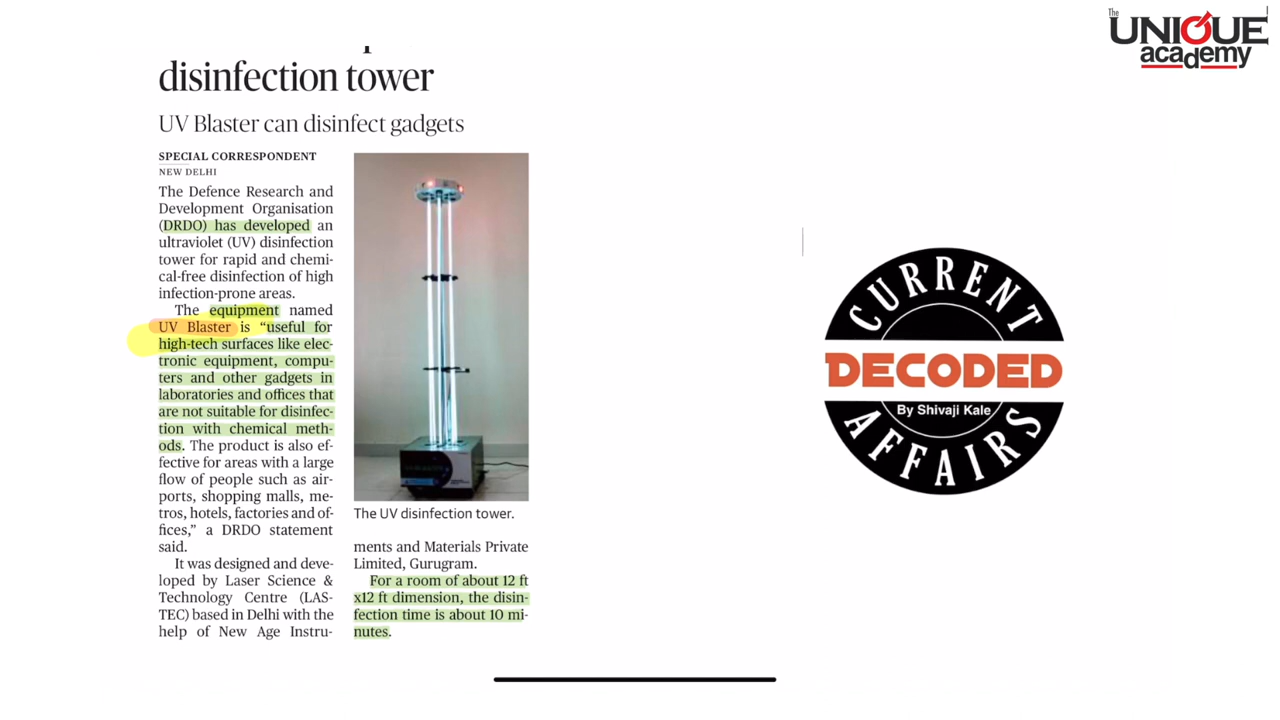 The
UNIQUE
academy
disinfection tower
UV Blaster can disinfect gadgets
SPECIAL CORRESPONDENT
NEW DELHI
The Defence Research and
Development Organisation
(DRDO) has developed an
ultraviolet (UV) disinfection
tower for rapid and chemi-
cal-free disinfection of high
infection-prone areas.
The equipment named
UV Blaster is “useful for
high-tech surfaces like elec-
tronic equipment, compu-
ters and other gadgets in
laboratories and offices that
are not suitable for disinfec-
tion with chemical meth-
ods. The product is also ef-
fective for areas with a large
flow of people such as air-
ports, shopping malls, me-
tros, hotels, factories and of-
fices,” a DRDO statement
said.
It was designed and deve-
loped by Laser Science &
Technology Centre (LAS-
TEC) based in Delhi with the
help of New Age Instru-
The UV disinfection tower.
ments and Materials Private
Limited, Gurugram.
For a room of about 12 ft
x12 ft dimension, the disin-
fection time is about 10 mi-
nutes.
CURRENT
DECODED
By Shivaji Kale
AFFAIRS